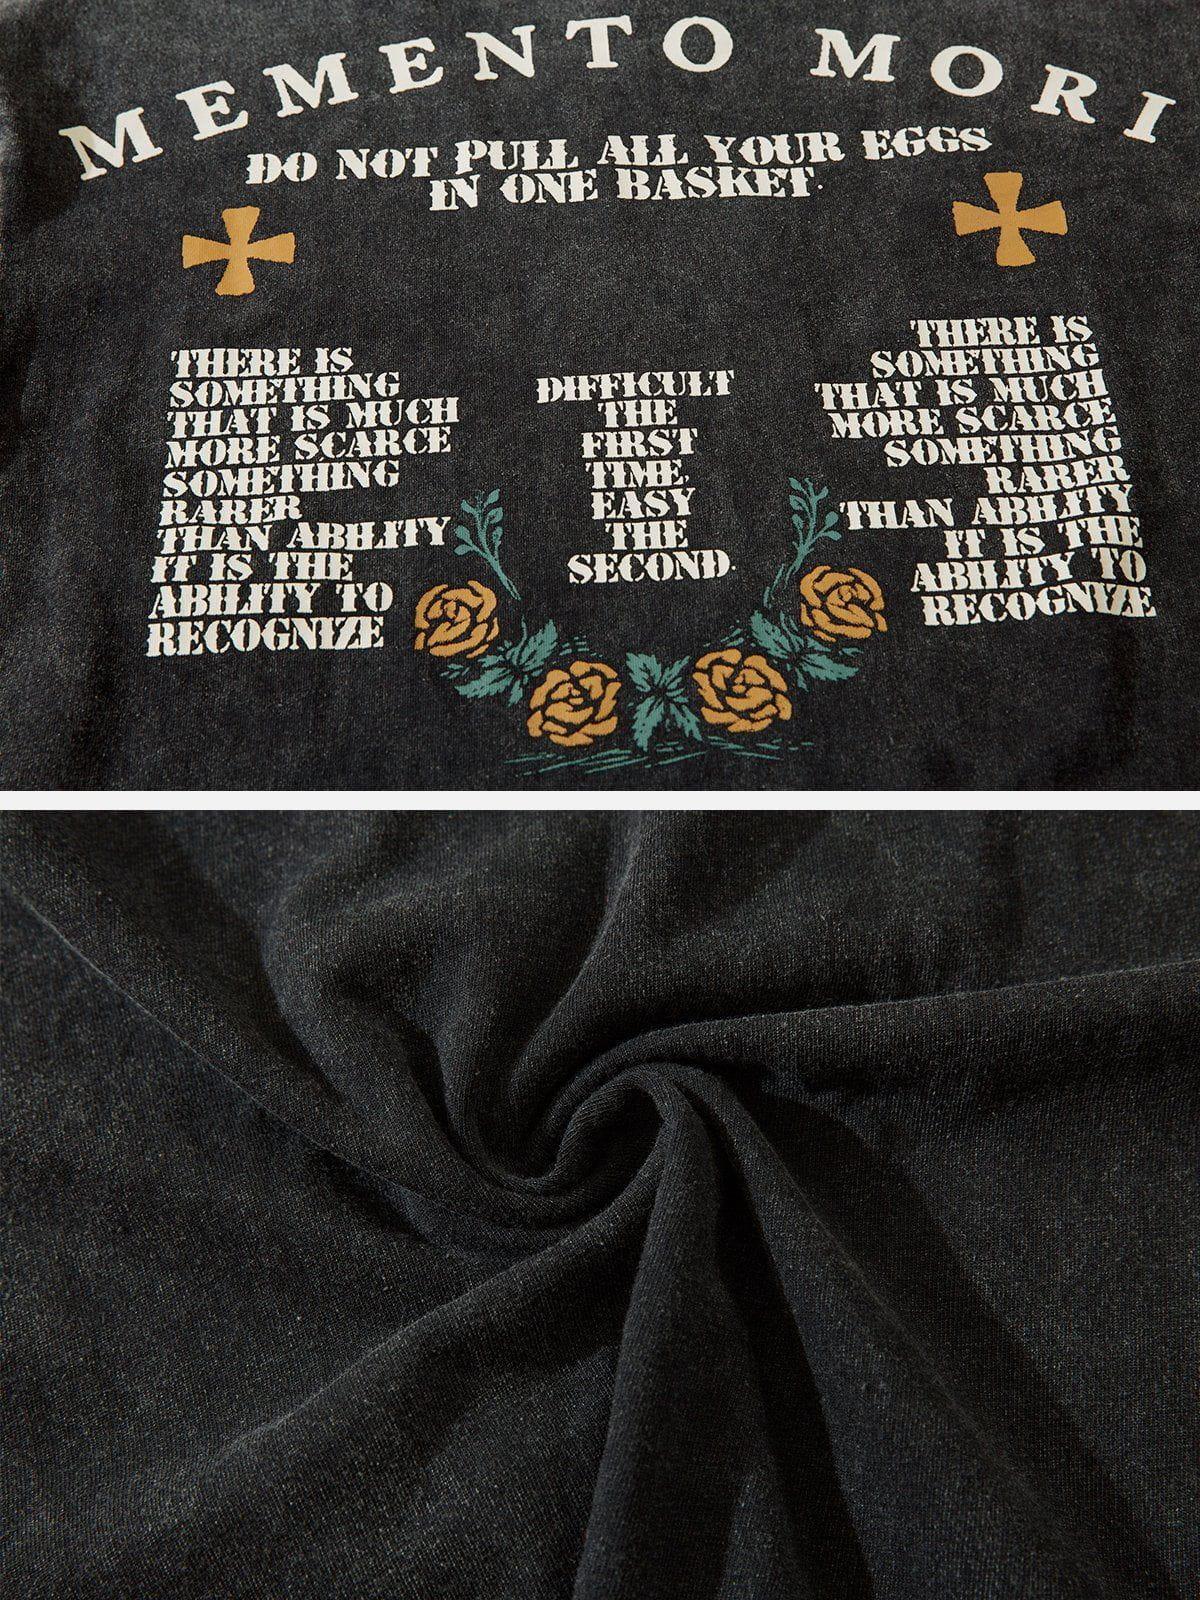 MEMENTO MORI
DO NOT PULL ALL YOUR EGGS
IN ONE BASKET.
THERE IS
SOMETHING
THAT IS MUCH
MORE SCARCE
SOMETHING
RARER
THAN ABILITY
IT IS THE
ABILITY TO
RECOGNIZE
DIFFICULT
THE
FIRST
TIME
EASY
THE
SECOND.
THERE IS
SOMETHING
THAT IS MUCH
MORE SCARCE
SOMETHING
RARER
THAN ABILITY
IT IS THE
ABILITY TO
RECOGNIZE